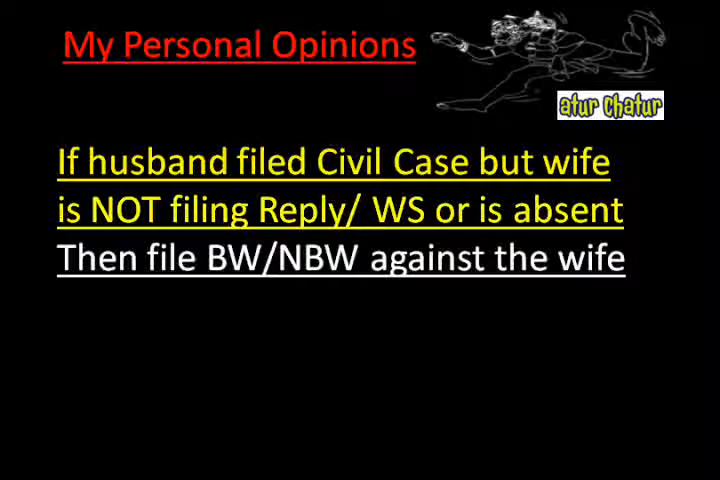 My Personal Opinions
atur chatur
If husband filed Civil Case but wife
is NOT filing Reply/ WS or is absent
Then file BW/NBW against the wife